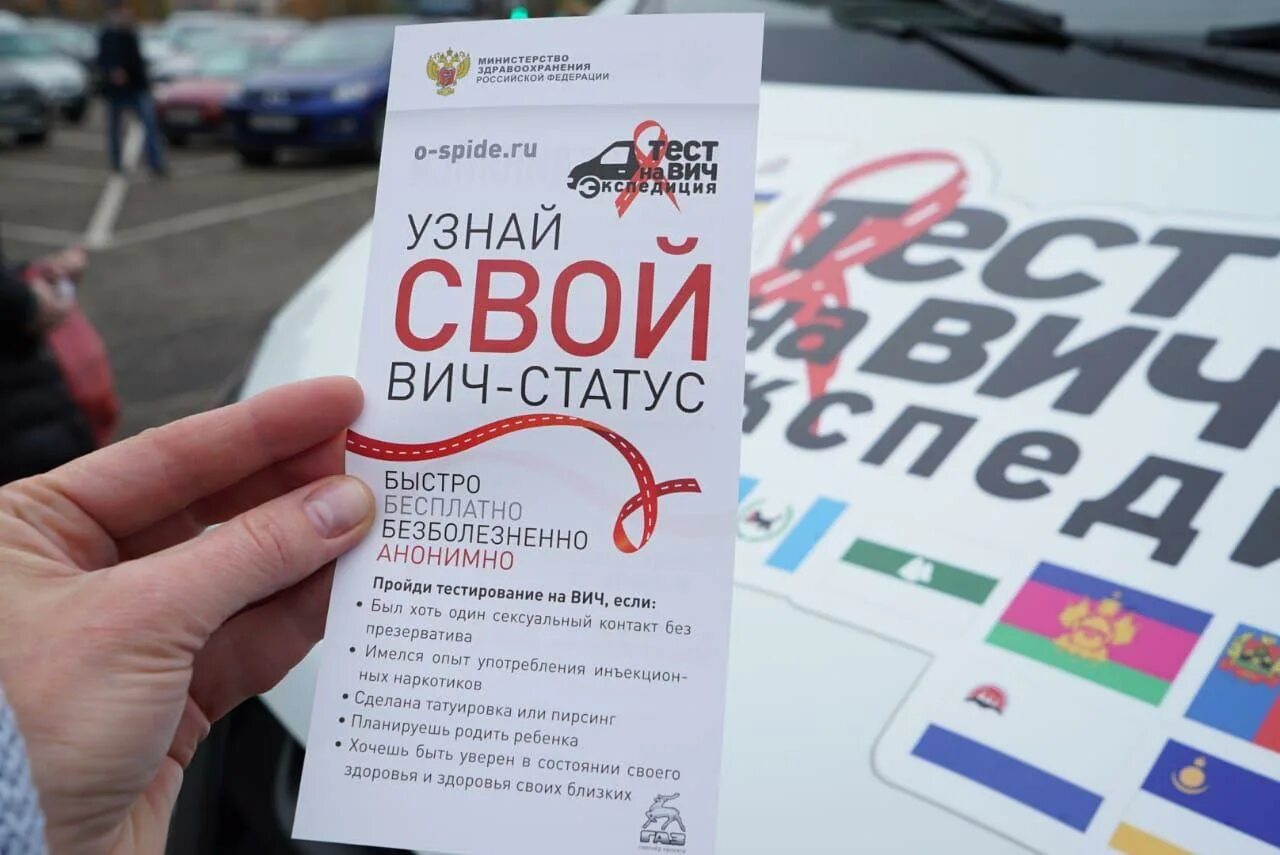 МИНИСТЕРСТВО
ЗДРАВООХРАНЕНИЯ
РОССИЙСКОЙ ФЕДЕРАЦИИ
o-spide.ru
Тест
на ВИЧ
Экспедиция
УЗНАЙ
СВОЙ
ВИЧ-СТАТУС
БЫСТРО
БЕСПЛАТНО
БЕЗБОЛЕЗНЕННО
АНОНИМНО
Пройди тестирование на ВИЧ, если:
• Был хоть один сексуальный контакт без
презерватива
• Имелся опыт употребления инъекцион-
ных наркотиков
• Сделана татуировка или пирсинг
• Планируешь родить ребенка
• Хочешь быть уверен в состоянии своего
здоровья и здоровья своих близких
ГАЗ
Тест
на ВИЧ
кспеди